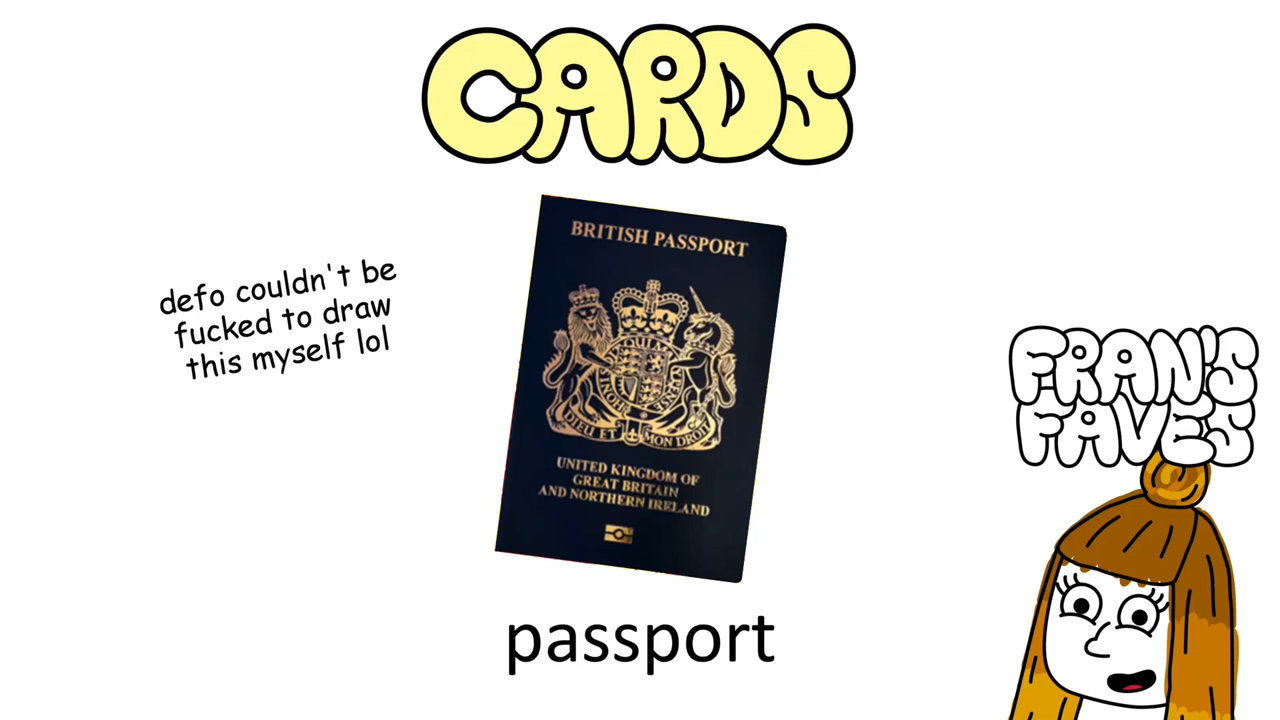 CARDS
defo couldn't be
fucked to draw
this myself lol
BRITISH PASSPORT
DIEU ET MON DROIT
UNITED KINGDOM OF
GREAT BRITAIN
AND NORTHERN IRELAND
passport
FRAN'S
FAVES